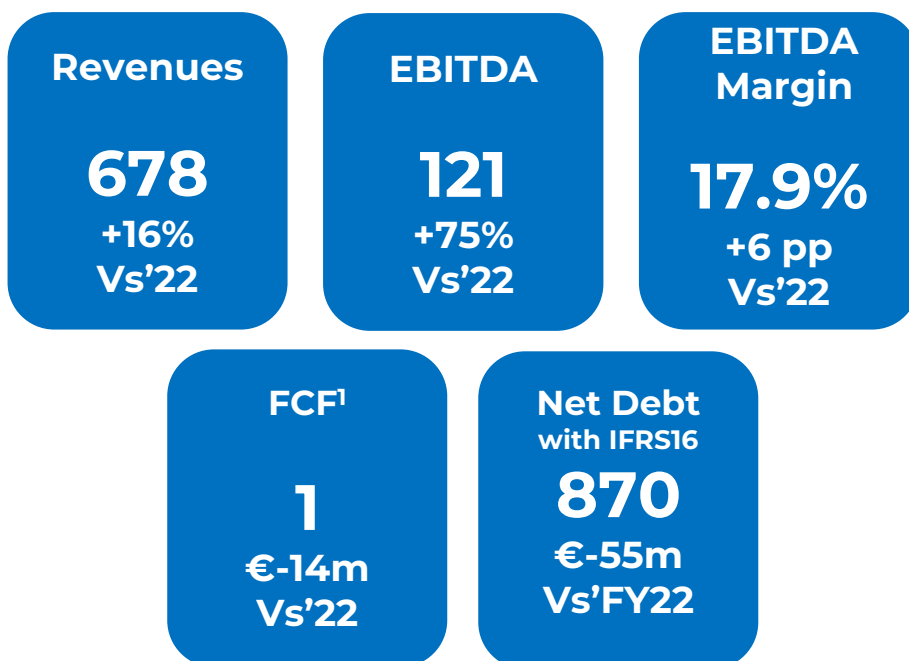 Revenues
678
+16%
Vs’22
EBITDA
121
+75%
Vs’22
EBITDA
Margin
17.9%
+6 pp
Vs’22
FCF¹
1
€-14m
Vs’22
Net Debt
with IFRS16
870
€-55m
Vs’FY22